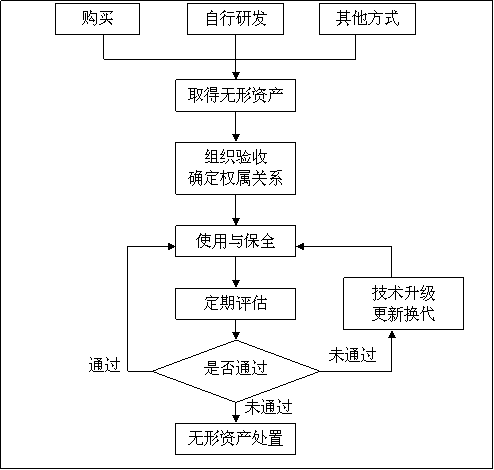 购买
自行研发
其他方式
取得无形资产
组织验收
确定权属关系
使用与保全
定期评估
技术升级
更新换代
通过
是否通过
未通过
未通过
无形资产处置